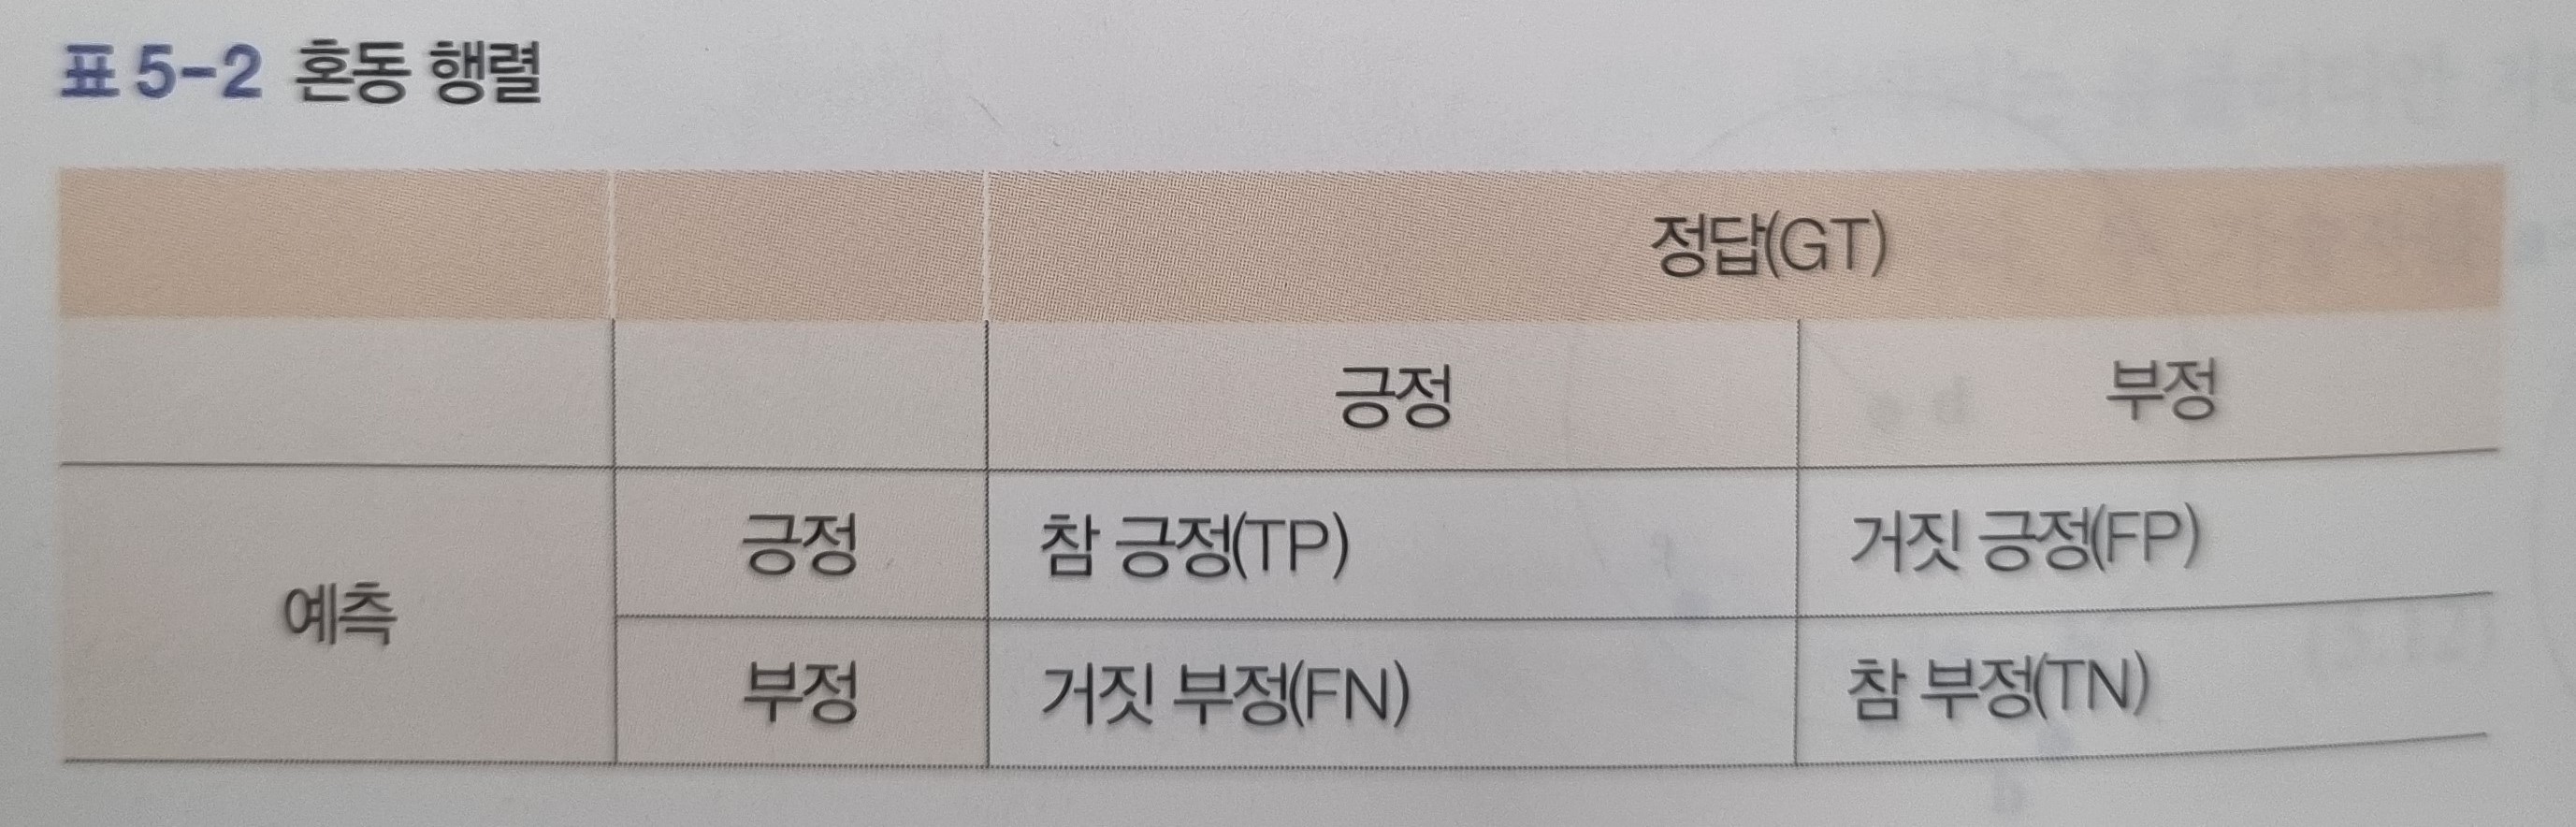 표 5-2 혼동 행렬
정답(GT)
긍정 부정
예측
긍정 참 긍정(TP) 거짓 긍정(FP)
부정 거짓 부정(FN) 참 부정(TN)